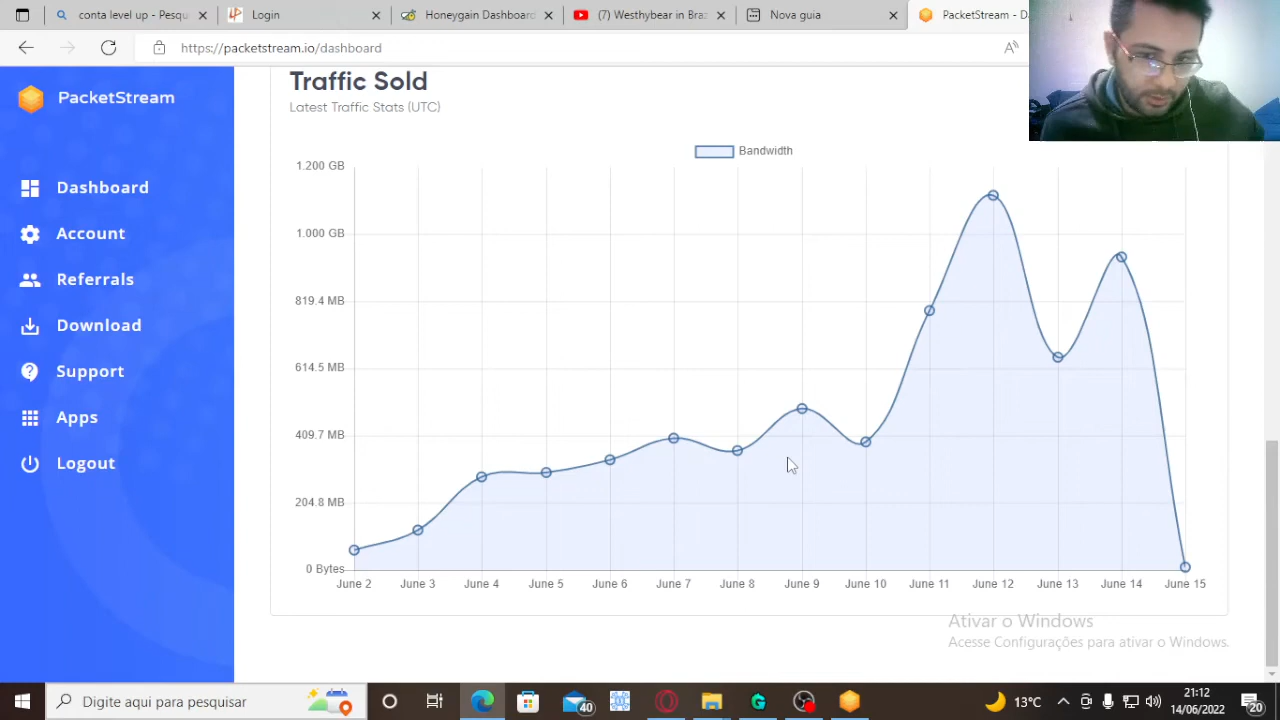 conta level up - Pesqu
Login
Honeygain Dashboard
(7) Westhybear in Braz
Nova guia
PacketStream - D
https://packetstream.io/dashboard
PacketStream
Dashboard
Account
Referrals
Download
Support
Apps
Logout
Traffic Sold
Latest Traffic Stats (UTC)
Bandwidth
1.200 GB
1.000 GB
819.4 MB
614.5 MB
409.7 MB
204.8 MB
0 Bytes
June 2 June 3 June 4 June 5 June 6 June 7 June 8 June 9 June 10 June 11 June 12 June 13 June 14 June 15
Ativar o Windows
Acesse Configurações para ativar o Windows.
Digite aqui para pesquisar
40
13°C
21:12
14/06/2022
20